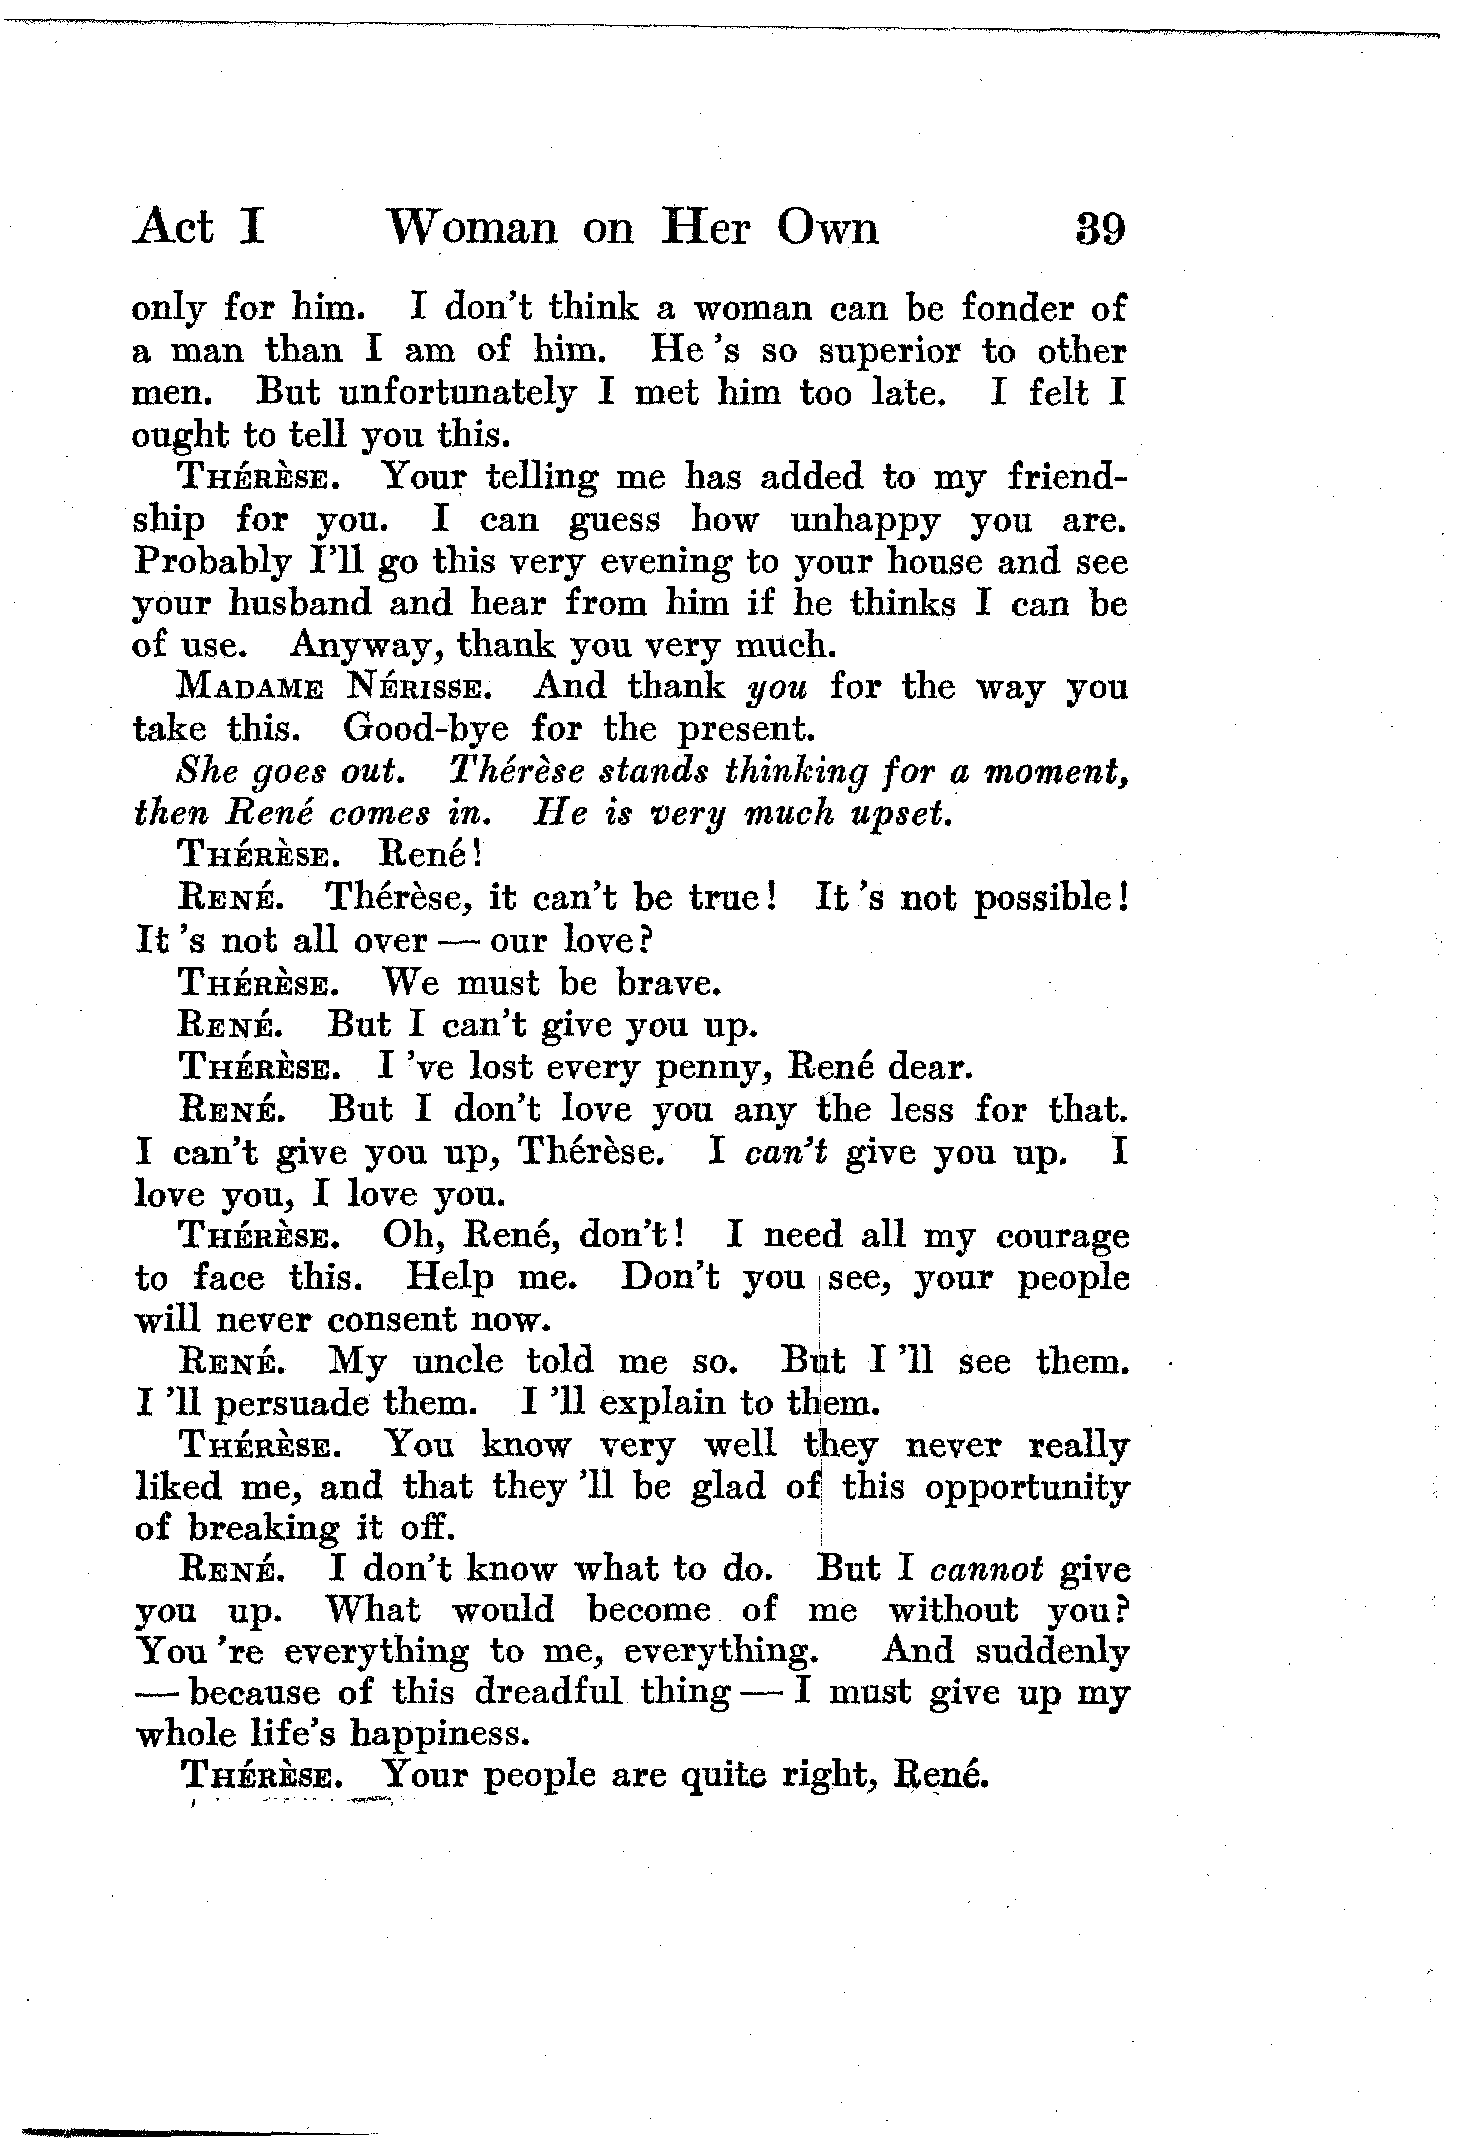 Act I Woman on Her Own 39
only for him. I don't think a woman can be fonder of
a man than I am of him. He 's so superior to other
men. But unfortunately I met him too late. I felt I
ought to tell you this.
THÉRÈSE. Your telling me has added to my friend-
ship for you. I can guess how unhappy you are.
Probably I'll go this very evening to your house and see
your husband and hear from him if he thinks I can be
of use. Anyway, thank you very much.
MADAME NÉRISSE. And thank you for the way you
take this. Good-bye for the present.
She goes out. Thérèse stands thinking for a moment,
then René comes in. He is very much upset.
THÉRÈSE. René!
RENÉ. Thérèse, it can't be true! It 's not possible!
It 's not all over — our love?
THÉRÈSE. We must be brave.
RENÉ. But I can't give you up.
THÉRÈSE. I 've lost every penny, René dear.
RENÉ. But I don't love you any the less for that.
I can't give you up, Thérèse. I can't give you up. I
love you, I love you.
THÉRÈSE. Oh, René, don't! I need all my courage
to face this. Help me. Don't you see, your people
will never consent now.
RENÉ. My uncle told me so. But I 'll see them.
I 'll persuade them. I 'll explain to them.
THÉRÈSE. You know very well they never really
liked me, and that they 'll be glad of this opportunity
of breaking it off.
RENÉ. I don't know what to do. But I cannot give
you up. What would become of me without you?
You 're everything to me, everything. And suddenly
— because of this dreadful thing — I must give up my
whole life's happiness.
THÉRÈSE. Your people are quite right, René.